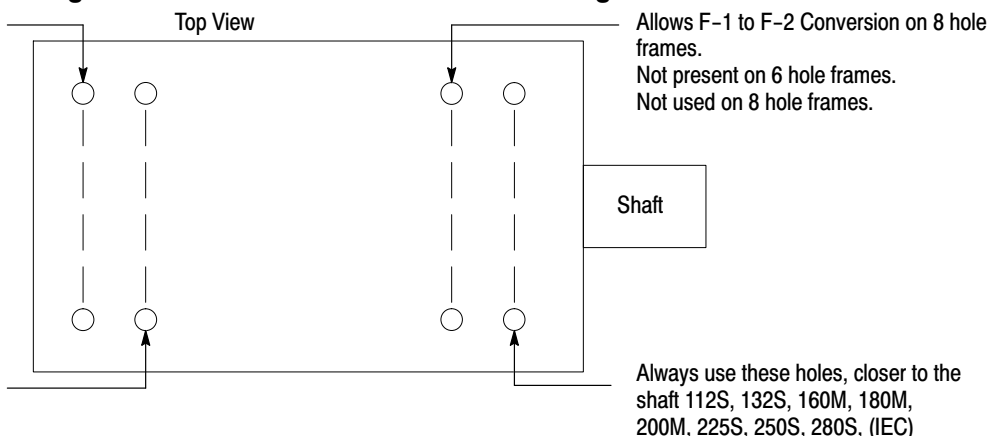 Top View
Allows F-1 to F-2 Conversion on 8 hole
frames.
Not present on 6 hole frames.
Not used on 8 hole frames.
Shaft
Always use these holes, closer to the
shaft 112S, 132S, 160M, 180M,
200M, 225S, 250S, 280S, (IEC)